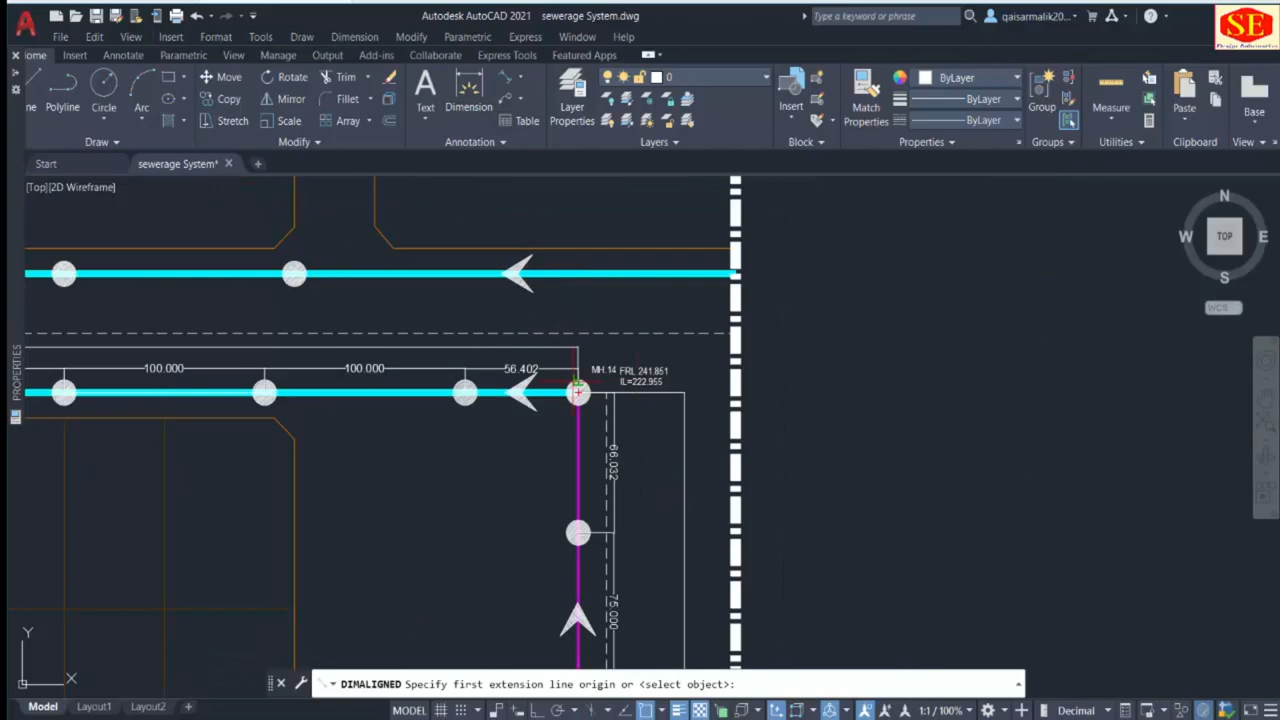 Autodesk AutoCAD 2021 sewerage System.dwg
Type a keyword or phrase
qaisarmalik20...
SE
File Edit View Insert Format Tools Draw Dimension Modify Parametric Express Window Help
ome Insert Annotate Parametric View Manage Output Add-ins Collaborate Express Tools Featured Apps
Move Rotate Trim
0
ByLayer
Copy Mirror Fillet
ByLayer
ne Polyline Circle Arc
Text Dimension
Layer Properties
Insert
Match Properties
Group
Measure
Paste
Base
Stretch Scale Array
Table
ByLayer
Draw Modify Annotation Layers Block Properties Groups Utilities Clipboard View
Start sewerage System*
[Top][2D Wireframe]
N
W TOP E
S
WCS
PROPERTIES
100.000 100.000 56.402 MH.14 FRL 241.851
IL=222.955
66.032
75.000
Y
X
DIMALIGNED Specify first extension line origin or <select object>:
Model Layout1 Layout2 +
MODEL
1:1 / 100%
Decimal